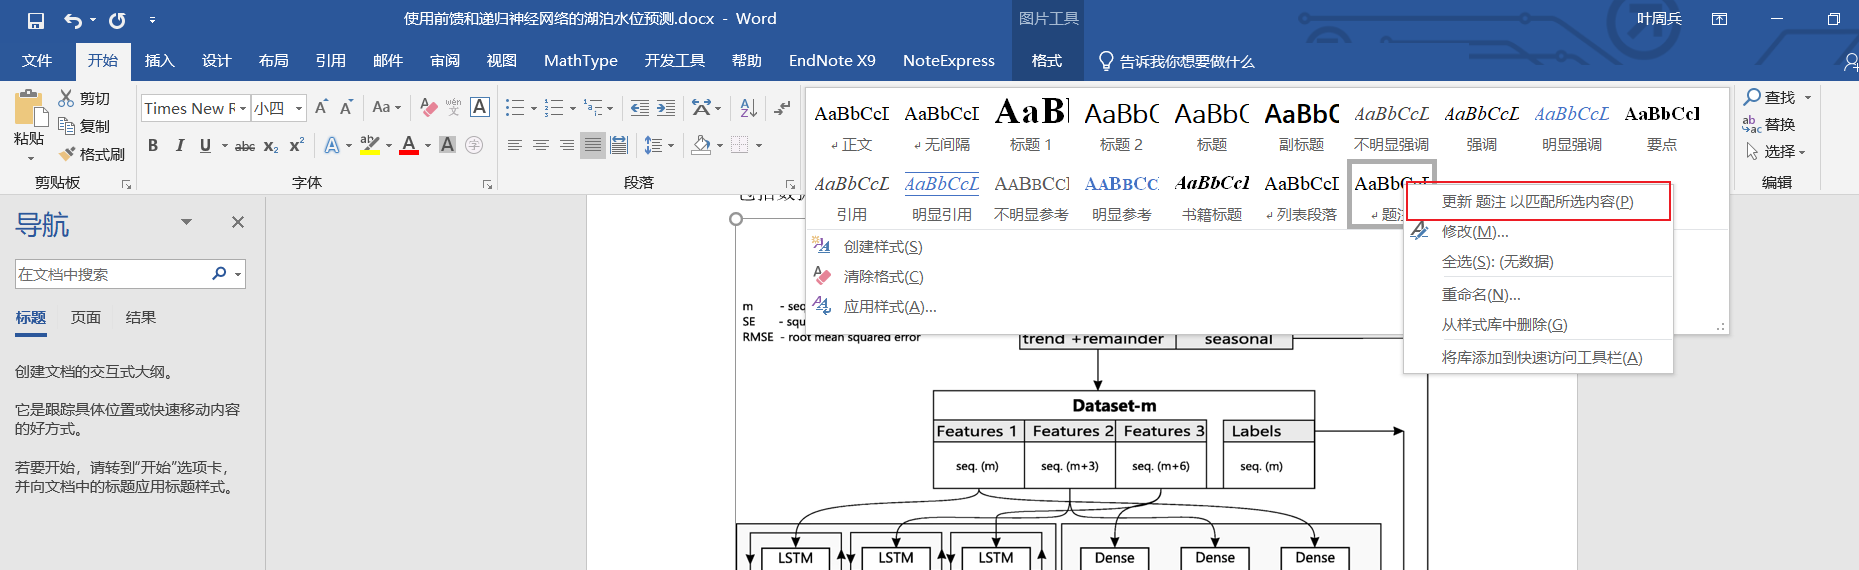 使用前馈和递归神经网络的湖泊水位预测.docx - Word
图片工具
叶周兵
文件 开始 插入 设计 布局 引用 邮件 审阅 视图 MathType 开发工具 帮助 EndNote X9 NoteExpress 格式 告诉我你想要做什么
粘贴
剪切
复制
格式刷
剪贴板
Times New R 小四 A A Aa wén 文 A
B I U abc x2 x2 A aby A A 字
字体
段落
AaBbCcI AaBbCcI AaBl AaBb( AaBb( AaBb( AaBbCcL AaBbCcL AaBbCcL AaBbCcI
正文 无间隔 标题 1 标题 2 标题 副标题 不明显强调 强调 明显强调 要点
AaBbCcL AaBbCcL AABBCCI AABBCCI AaBbCcI AaBbCcI AaBbCcI
引用 明显引用 不明显参考 明显参考 书籍标题 列表段落
创建样式(S)
清除格式(C)
应用样式(A)...
更新 题注 以匹配所选内容(P)
修改(M)...
全选(S): (无数据)
重命名(N)...
从样式库中删除(G)
将库添加到快速访问工具栏(A)
查找
替换
选择
编辑
导航
在文档中搜索
标题 页面 结果
创建文档的交互式大纲。
它是跟踪具体位置或快速移动内容
的好方式。
若要开始，请转到“开始”选项卡，
并向文档中的标题应用标题样式。
m - seq
SE - squ
RMSE - root mean squared error
trend +remainder seasonal
Dataset-m
Features 1 Features 2 Features 3 Labels
seq. (m) seq. (m+3) seq. (m+6) seq. (m)
LSTM LSTM LSTM Dense Dense Dense